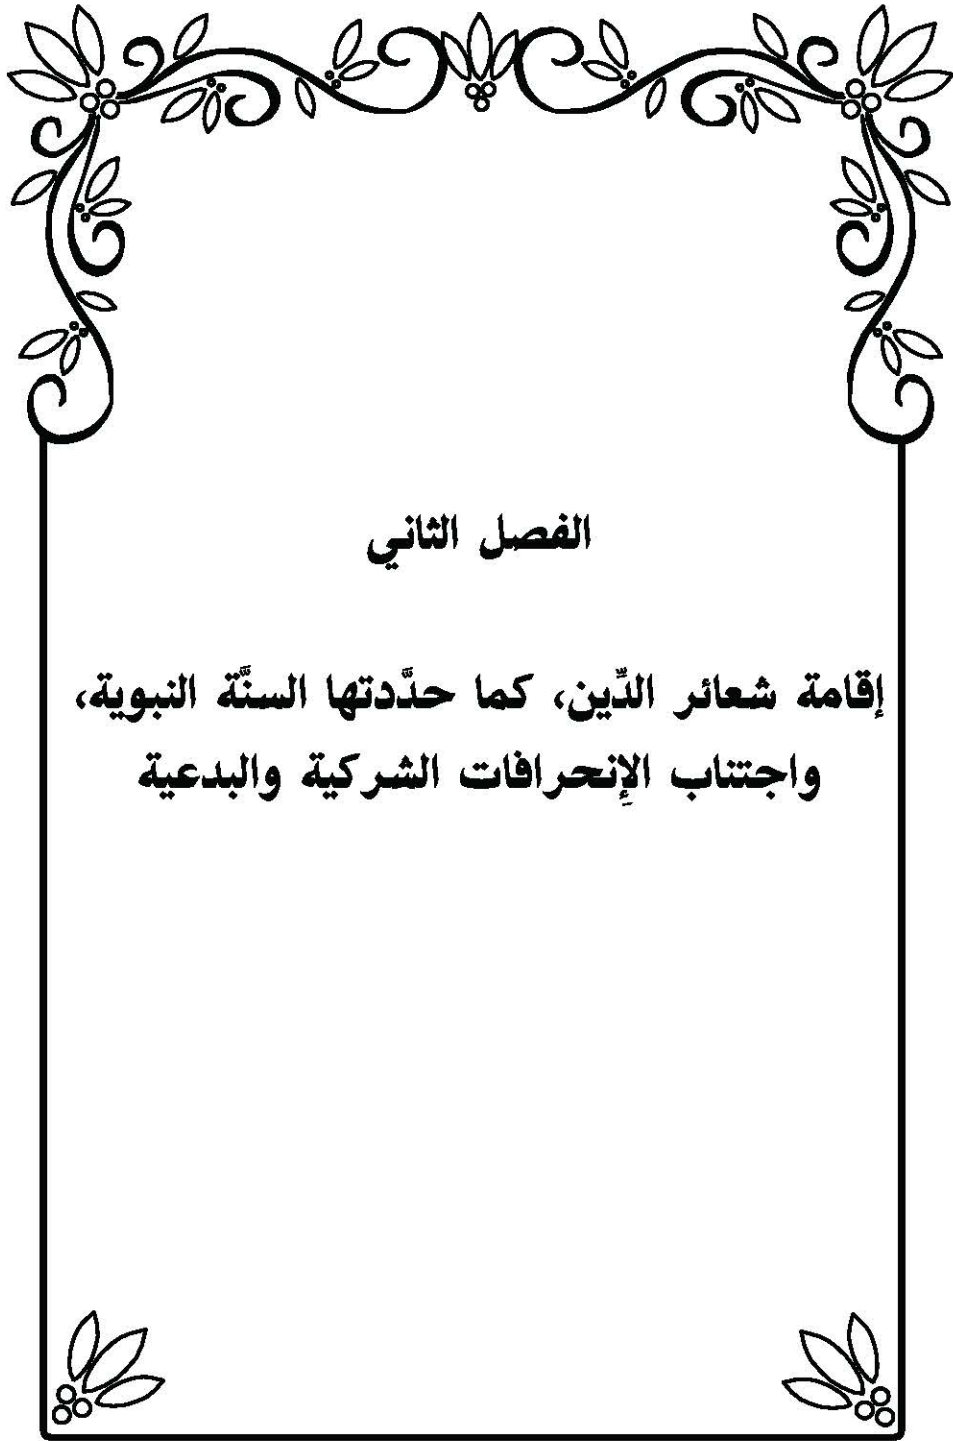 الفصل الثاني
إقامة شعائر الدِّين، كما حدَّدتها السنَّة النبوية،
واجتناب الإِنحرافات الشركية والبدعية